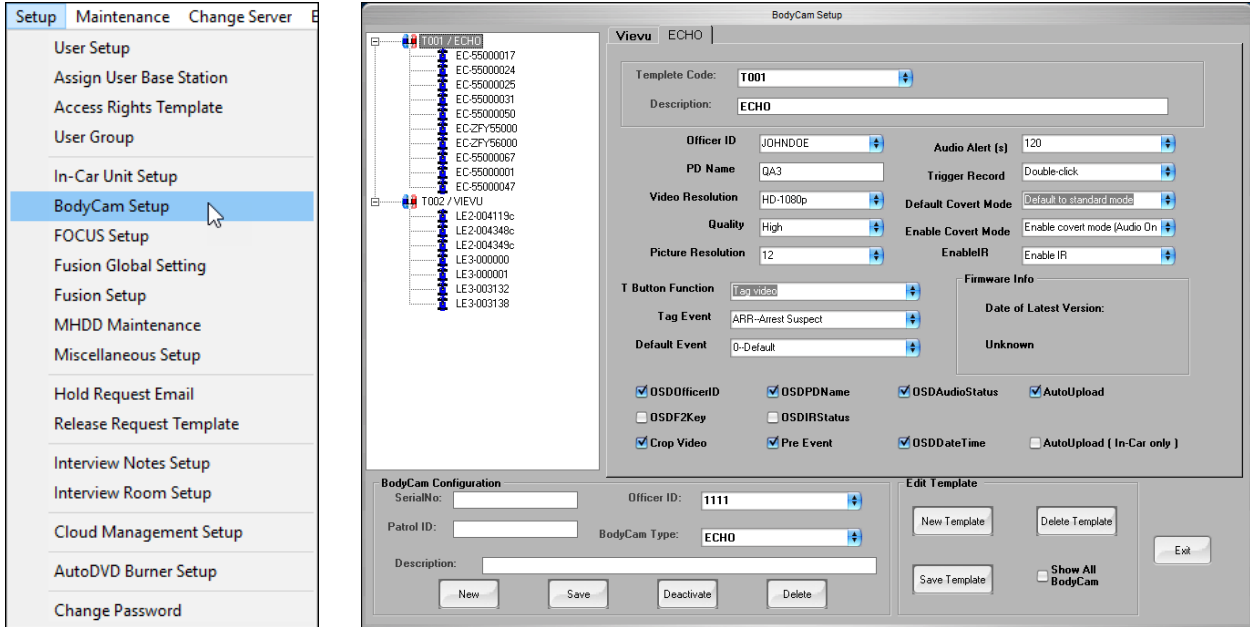 Setup Maintenance Change Server E
User Setup
Assign User Base Station
Access Rights Template
User Group
In-Car Unit Setup
BodyCam Setup
FOCUS Setup
Fusion Global Setting
Fusion Setup
MHDD Maintenance
Miscellaneous Setup
Hold Request Email
Release Request Template
Interview Notes Setup
Interview Room Setup
Cloud Management Setup
AutoDVD Burner Setup
Change Password
BodyCam Setup
T001 / ECHO
EC-55000017
EC-55000024
EC-55000025
EC-55000031
EC-55000050
EC-ZFY55000
EC-ZFY56000
EC-55000067
EC-55000001
EC-55000047
T002 / VIEVU
LE2-004119c
LE2-004348c
LE2-004349c
LE3-000000
LE3-000001
LE3-003132
LE3-003138
Vievu ECHO
Templete Code: T001
Description: ECHO
Officer ID JOHNDOE Audio Alert (s) 120
PD Name QA3 Trigger Record Double-click
Video Resolution HD-1080p Default Covert Mode Default to standard mode
Quality High Enable Covert Mode Enable covert mode (Audio On
Picture Resolution 12 EnableIR Enable IR
T Button Function Tag video
Tag Event ARR--Arrest Suspect
Default Event 0--Default
Firmware Info
Date of Latest Version:
Unknown
OSDOfficerID OSDPDName OSDAudioStatus AutoUpload
OSDF2Key OSDIRStatus
Crop Video Pre Event OSDDateTime AutoUpload ( In-Car only )
BodyCam Configuration
SerialNo: Officer ID: 1111
Patrol ID: BodyCam Type: ECHO
Description:
New Save Deactivate Delete
Edit Template
New Template Delete Template
Save Template Show All BodyCam
Exit